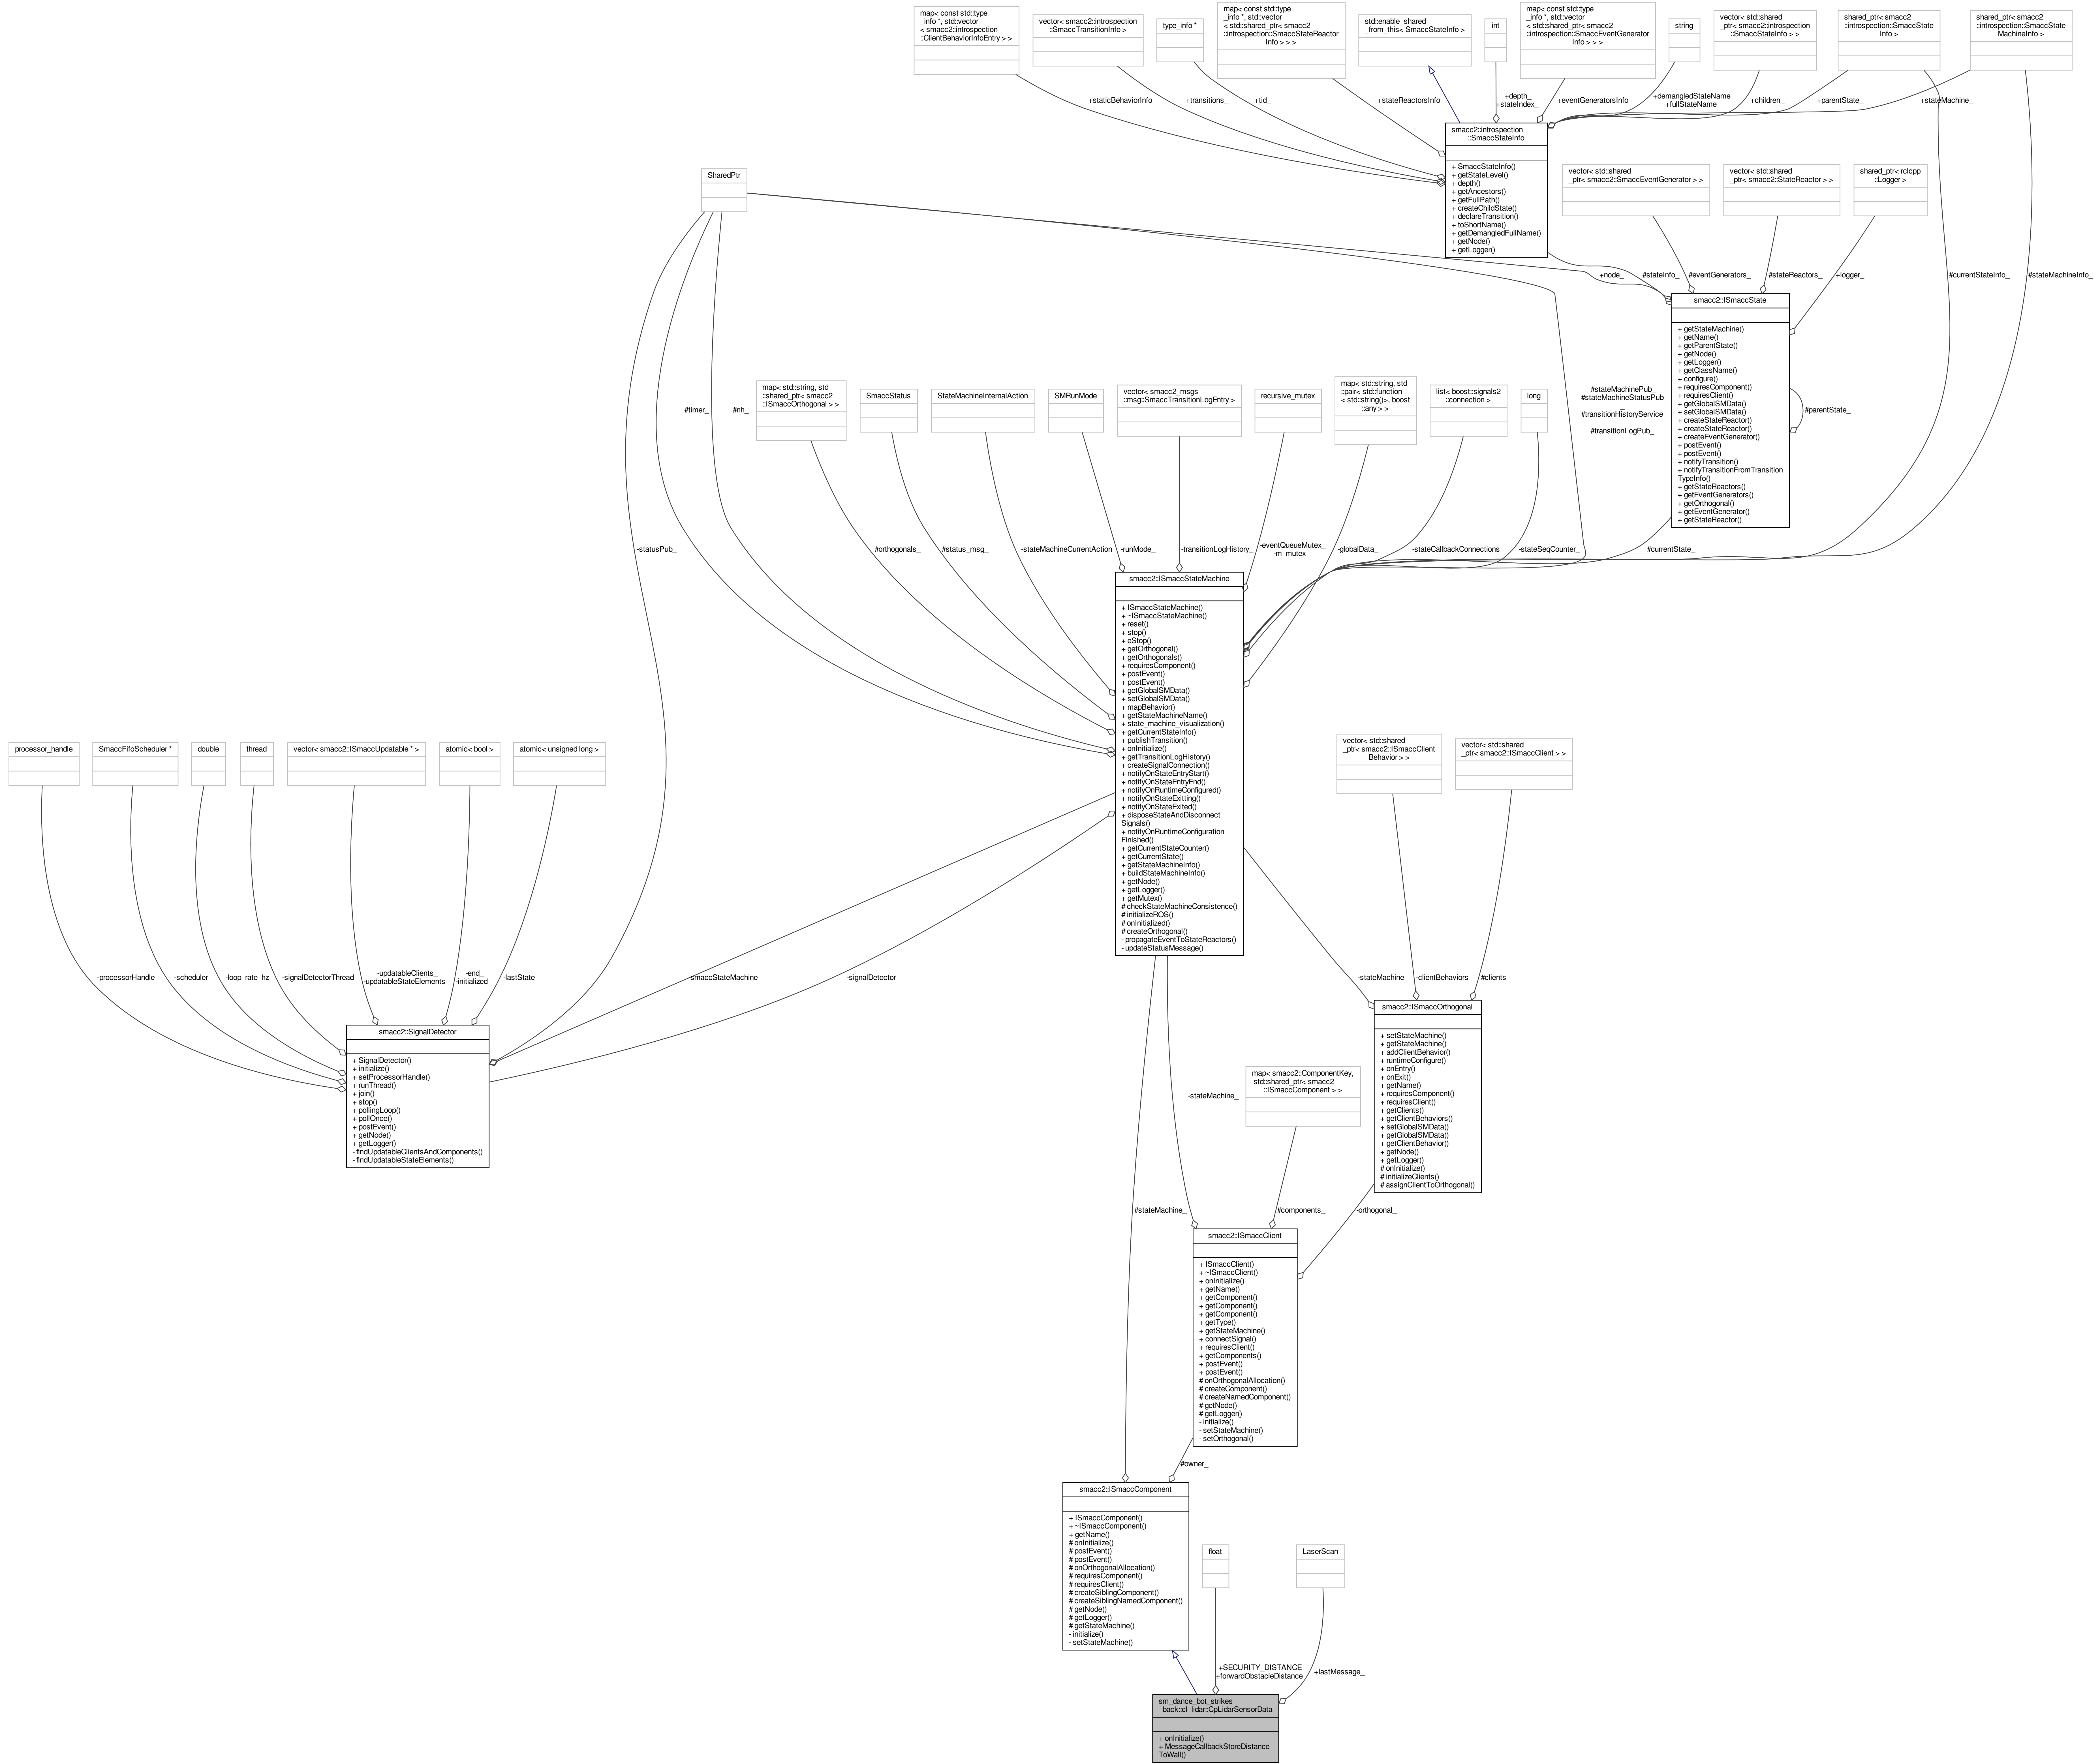 map< const std::type
_info *, std::vector
< smacc2::introspection
::ClientBehaviorInfoEntry > >
vector< smacc2::introspection
::SmaccTransitionInfo >
type_info *
map< const std::type
_info *, std::vector
< std::shared_ptr< smacc2
::introspection::SmaccStateReactor
Info > > >
std::enable_shared
_from_this< SmaccStateInfo >
int
map< const std::type
_info *, std::vector
< std::shared_ptr< smacc2
::introspection::SmaccEventGenerator
Info > > >
string
vector< std::shared
_ptr< smacc2::introspection
::SmaccStateInfo > >
shared_ptr< smacc2
::introspection::SmaccState
Info >
shared_ptr< smacc2
::introspection::SmaccState
MachineInfo >
+staticBehaviorInfo
+transitions_
+tid_
+stateReactorsInfo
+depth_
+stateIndex_
+eventGeneratorsInfo
+demangledStateName
+fullStateName
+children_
+parentState_
+stateMachine_
smacc2::introspection
::SmaccStateInfo
+ SmaccStateInfo()
+ getStateLevel()
+ depth()
+ getAncestors()
+ getFullPath()
+ createChildState()
+ declareTransition()
+ toShortName()
+ getDemangledFullName()
+ getNode()
+ getLogger()
SharedPtr
vector< std::shared
_ptr< smacc2::SmaccEventGenerator > >
vector< std::shared
_ptr< smacc2::StateReactor > >
shared_ptr< rclcpp
::Logger >
+node_
#stateInfo_
#eventGenerators_
#stateReactors_
+logger_
#currentStateInfo_
#stateMachineInfo_
smacc2::ISmaccState
+ getStateMachine()
+ getName()
+ getParentState()
+ getNode()
+ getLogger()
+ getClassName()
+ configure()
+ requiresComponent()
+ requiresClient()
+ getGlobalSMData()
+ setGlobalSMData()
+ createStateReactor()
+ createStateReactor()
+ createEventGenerator()
+ postEvent()
+ postEvent()
+ notifyTransition()
+ notifyTransitionFromTransition
TypeInfo()
+ getStateReactors()
+ getEventGenerators()
+ getOrthogonal()
+ getEventGenerator()
+ getStateReactor()
#parentState_
#stateMachinePub_
#stateMachineStatusPub
_
#transitionHistoryService
_
#transitionLogPub_
#timer_
#nh_
map< std::string, std
::shared_ptr< smacc2
::ISmaccOrthogonal > >
SmaccStatus
StateMachineInternalAction
SMRunMode
vector< smacc2_msgs
::msg::SmaccTransitionLogEntry >
recursive_mutex
map< std::string, std
::pair< std::function
< std::string()>, boost
::any > >
list< boost::signals2
::connection >
long
-statusPub_
#orthogonals_
#status_msg_
-stateMachineCurrentAction
-runMode_
-transitionLogHistory_
-eventQueueMutex_
-m_mutex_
-globalData_
-stateCallbackConnections
-stateSeqCounter_
#currentState_
smacc2::ISmaccStateMachine
+ ISmaccStateMachine()
+ ~ISmaccStateMachine()
+ reset()
+ stop()
+ eStop()
+ getOrthogonal()
+ getOrthogonals()
+ requiresComponent()
+ postEvent()
+ postEvent()
+ getGlobalSMData()
+ setGlobalSMData()
+ mapBehavior()
+ getStateMachineName()
+ state_machine_visualization()
+ getCurrentStateInfo()
+ publishTransition()
+ onInitialize()
+ getTransitionLogHistory()
+ createSignalConnection()
+ notifyOnStateEntryStart()
+ notifyOnStateEntryEnd()
+ notifyOnRuntimeConfigured()
+ notifyOnStateExitting()
+ notifyOnStateExited()
+ disposeStateAndDisconnect
Signals()
+ notifyOnRuntimeConfiguration
Finished()
+ getCurrentStateCounter()
+ getCurrentState()
+ getStateMachineInfo()
+ buildStateMachineInfo()
+ getNode()
+ getLogger()
+ getMutex()
# checkStateMachineConsistence()
# initializeROS()
# onInitialized()
# createOrthogonal()
- propagateEventToStateReactors()
- updateStatusMessage()
processor_handle
SmaccFifoScheduler *
double
thread
vector< smacc2::ISmaccUpdatable * >
atomic< bool >
atomic< unsigned long >
vector< std::shared
_ptr< smacc2::ISmaccClient
Behavior > >
vector< std::shared
_ptr< smacc2::ISmaccClient > >
-processorHandle_
-scheduler_
-loop_rate_hz
-signalDetectorThread_
-updatableClients_
-updatableStateElements_
-end_
-initialized_
-lastState_
-smaccStateMachine_
-signalDetector_
-stateMachine_
-clientBehaviors_
#clients_
smacc2::SignalDetector
+ SignalDetector()
+ initialize()
+ setProcessorHandle()
+ runThread()
+ join()
+ stop()
+ pollingLoop()
+ pollOnce()
+ postEvent()
+ getNode()
+ getLogger()
- findUpdatableClientsAndComponents()
- findUpdatableStateElements()
smacc2::ISmaccOrthogonal
+ setStateMachine()
+ getStateMachine()
+ addClientBehavior()
+ runtimeConfigure()
+ onEntry()
+ onExit()
+ getName()
+ requiresComponent()
+ requiresClient()
+ getClients()
+ getClientBehaviors()
+ setGlobalSMData()
+ getGlobalSMData()
+ getClientBehavior()
+ getNode()
+ getLogger()
# onInitialize()
# initializeClients()
# assignClientToOrthogonal()
map< smacc2::ComponentKey,
std::shared_ptr< smacc2
::ISmaccComponent > >
-stateMachine_
#stateMachine_
#components_
-orthogonal_
smacc2::ISmaccClient
+ ISmaccClient()
+ ~ISmaccClient()
+ onInitialize()
+ getName()
+ getComponent()
+ getComponent()
+ getComponent()
+ getType()
+ getStateMachine()
+ connectSignal()
+ requiresClient()
+ getComponents()
+ postEvent()
+ postEvent()
# onOrthogonalAllocation()
# createComponent()
# createNamedComponent()
# getNode()
# getLogger()
- initialize()
- setStateMachine()
- setOrthogonal()
#owner_
smacc2::ISmaccComponent
+ ISmaccComponent()
+ ~ISmaccComponent()
+ getName()
# onInitialize()
# postEvent()
# postEvent()
# onOrthogonalAllocation()
# requiresComponent()
# requiresClient()
# createSiblingComponent()
# createSiblingNamedComponent()
# getNode()
# getLogger()
# getStateMachine()
- initialize()
- setStateMachine()
float
LaserScan
+SECURITY_DISTANCE
+forwardObstacleDistance
+lastMessage_
sm_dance_bot_strikes
_back::cl_lidar::CpLidarSensorData
+ onInitialize()
+ MessageCallbackStoreDistance
ToWall()